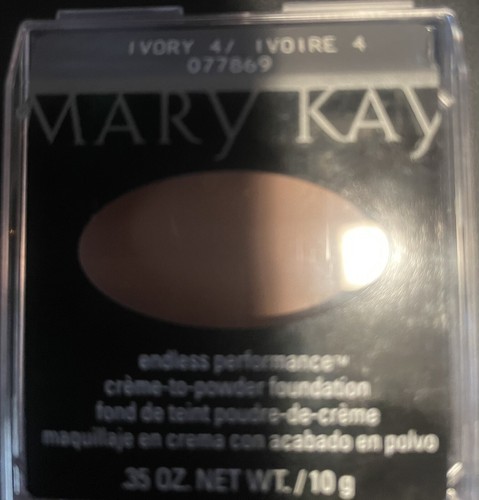 IVORY 4/ IVOIRE 4
077869
MARY KAY
endless performance™
crème-to-powder foundation
fond de teint poudre-de-crème
maquillaje en crema con acabado en polvo
.35 OZ. NET WT. / 10 g